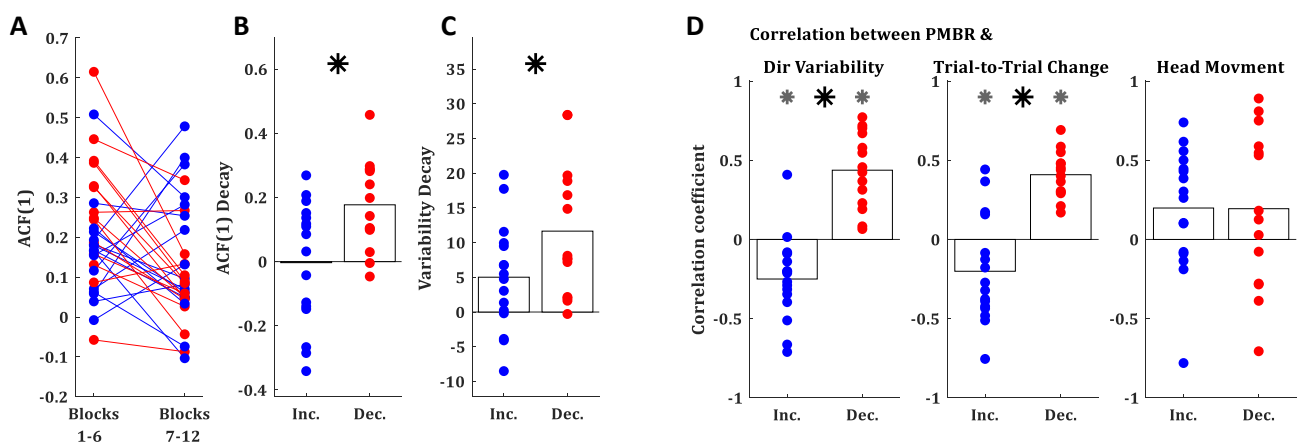 A
ACF(1)
0.7
0.6
0.5
0.4
0.3
0.2
0.1
0
-0.1
-0.2
Blocks
1-6
Blocks
7-12
B
ACF(1) Decay
0.6
0.4
0.2
0
-0.2
-0.4
Inc.
Dec.
C
Variability Decay
35
30
25
20
15
10
5
0
-5
-10
Inc.
Dec.
D
Correlation between PMBR &
Correlation coefficient
Dir Variability
1
0.5
0
-0.5
-1
Inc.
Dec.
Trial-to-Trial Change
1
0.5
0
-0.5
-1
Inc.
Dec.
Head Movment
1
0.5
0
-0.5
-1
Inc.
Dec.